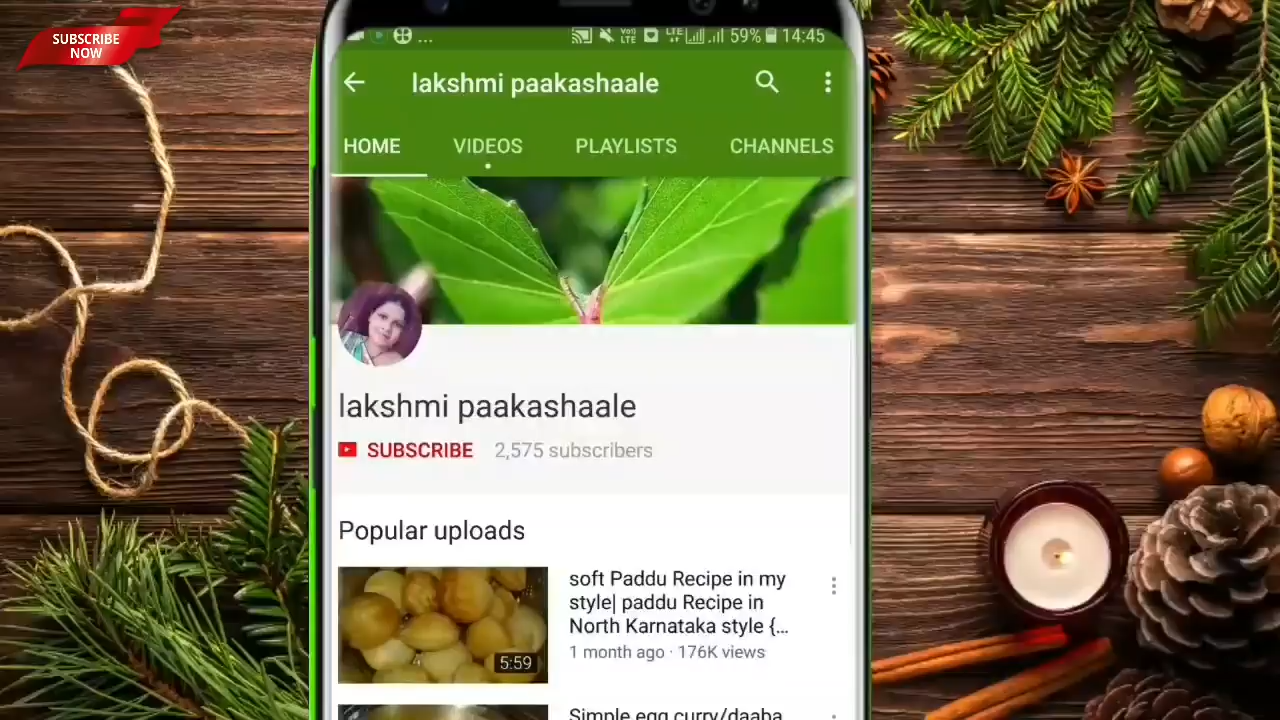 SUBSCRIBE
NOW
... 59% 14:45
lakshmi paakashaale
HOME VIDEOS PLAYLISTS CHANNELS
lakshmi paakashaale
SUBSCRIBE 2,575 subscribers
Popular uploads
soft Paddu Recipe in my
style| paddu Recipe in
North Karnataka style {...
1 month ago · 176K views
5:59
Simple egg curry/daaba